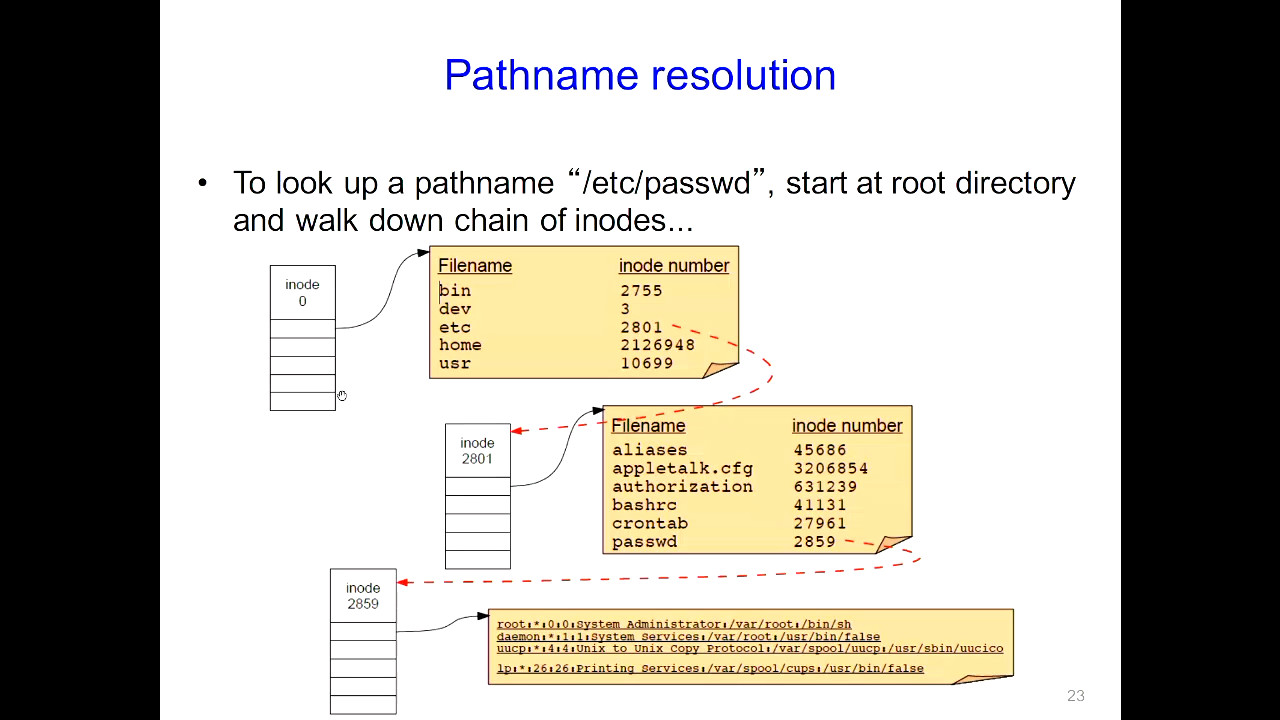 Pathname resolution
• To look up a pathname “/etc/passwd”, start at root directory
and walk down chain of inodes...
inode
0
Filename inode number
bin 2755
dev 3
etc 2801
home 2126948
usr 10699
inode
2801
Filename inode number
aliases 45686
appletalk.cfg 3206854
authorization 631239
bashrc 41131
crontab 27961
passwd 2859
inode
2859
root:*:0:0:System Administrator:/var/root:/bin/sh
daemon:*:1:1:System Services:/var/root:/usr/bin/false
uucp:*:4:4:Unix to Unix Copy Protocol:/var/spool/uucp:/usr/sbin/uucico
lp:*:26:26:Printing Services:/var/spool/cups:/usr/bin/false
23